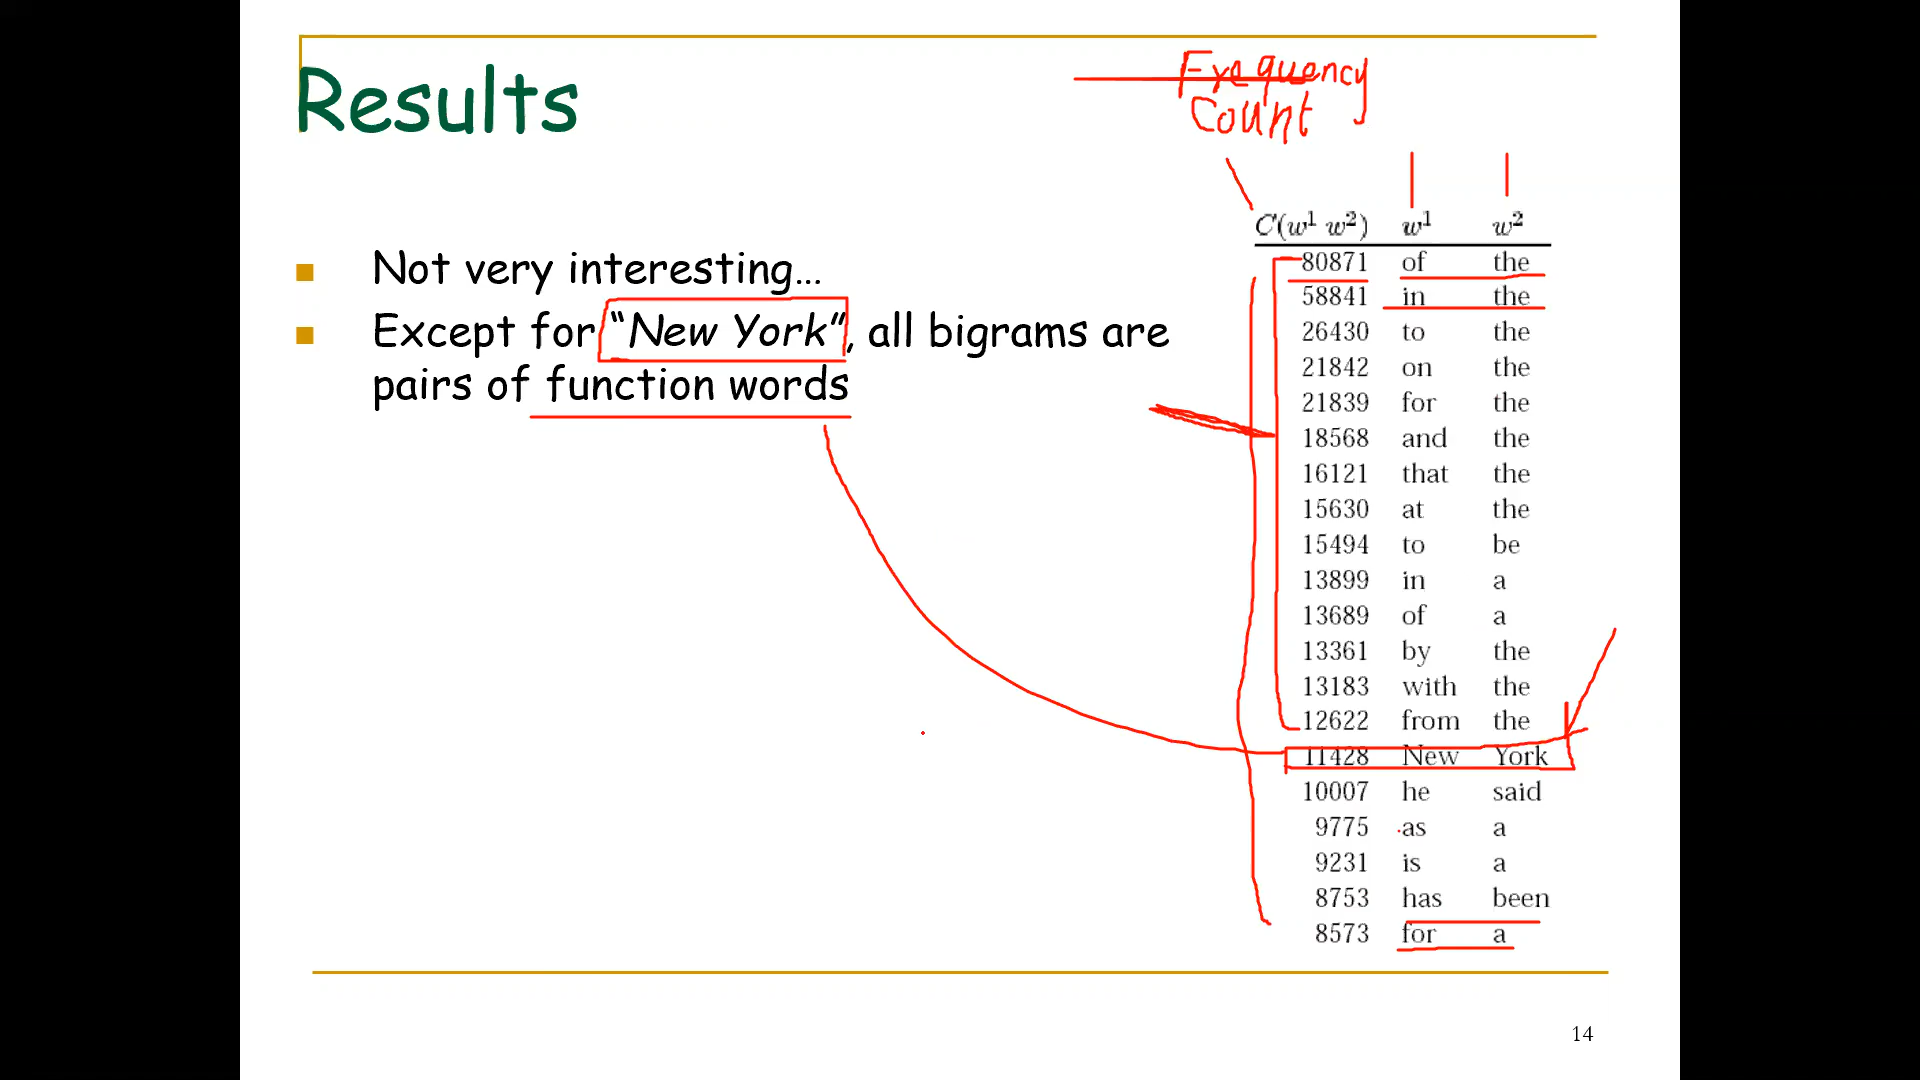 Results
Frequency
Count
Not very interesting…
Except for “New York”, all bigrams are
pairs of function words
C(w¹ w²) w¹ w²
80871 of the
58841 in the
26430 to the
21842 on the
21839 for the
18568 and the
16121 that the
15630 at the
15494 to be
13899 in a
13689 of a
13361 by the
13183 with the
12622 from the
11428 New York
10007 he said
9775 as a
9231 is a
8753 has been
8573 for a
14